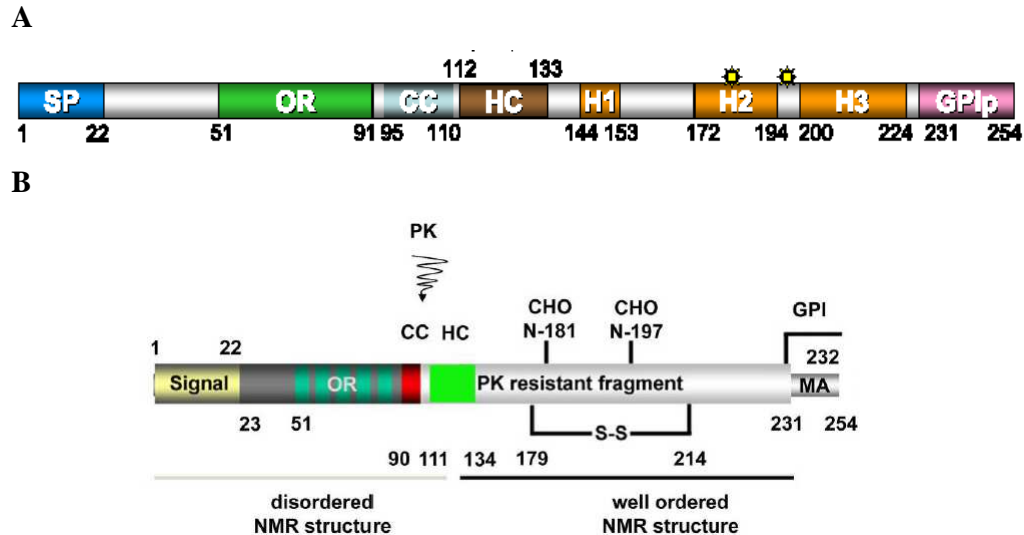 A
112 133
SP OR CC HC H1 H2 H3 GPIp
1 22 51 91 95 110 144 153 172 194 200 224 231 254
B
PK
CHO CHO GPI
CC HC N-181 N-197
1 22 232
Signal OR PK resistant fragment MA
23 51 S-S 231 254
90 111 134 179 214
disordered well ordered
NMR structure NMR structure